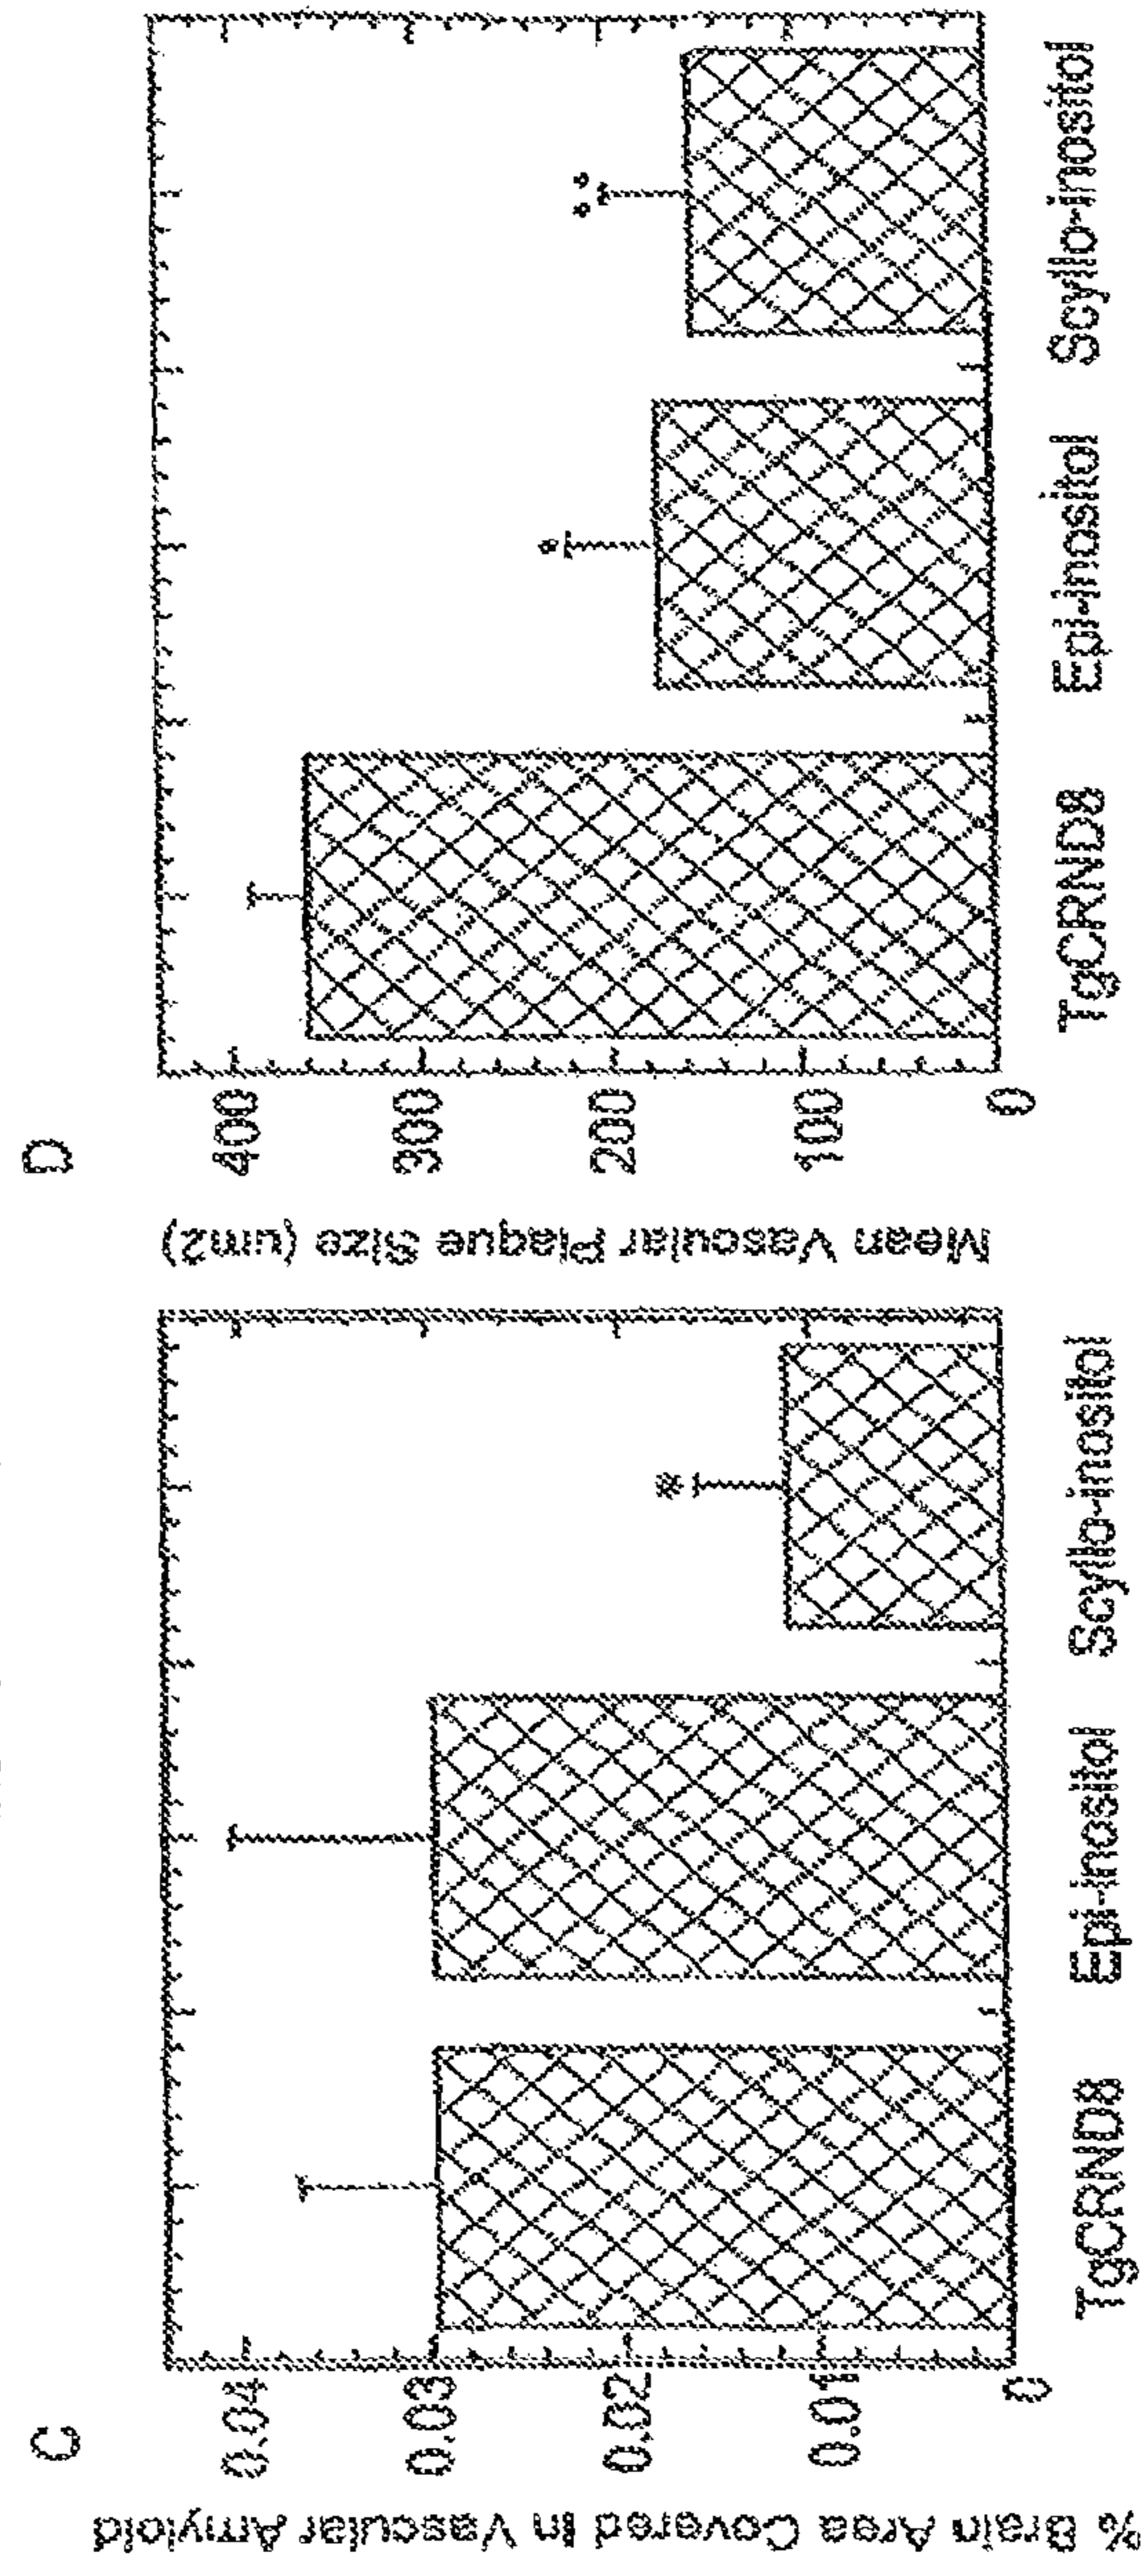 C
% Brain Area Covered In Vascular Amyloid
0.04
0.03
0.02
0.01
0
TgCRND8 Epi-inositol Scyllo-inositol
*
D
Mean Vascular Plaque Size (um2)
400
300
200
100
0
TgCRND8 Epi-inositol Scyllo-inositol
*
**